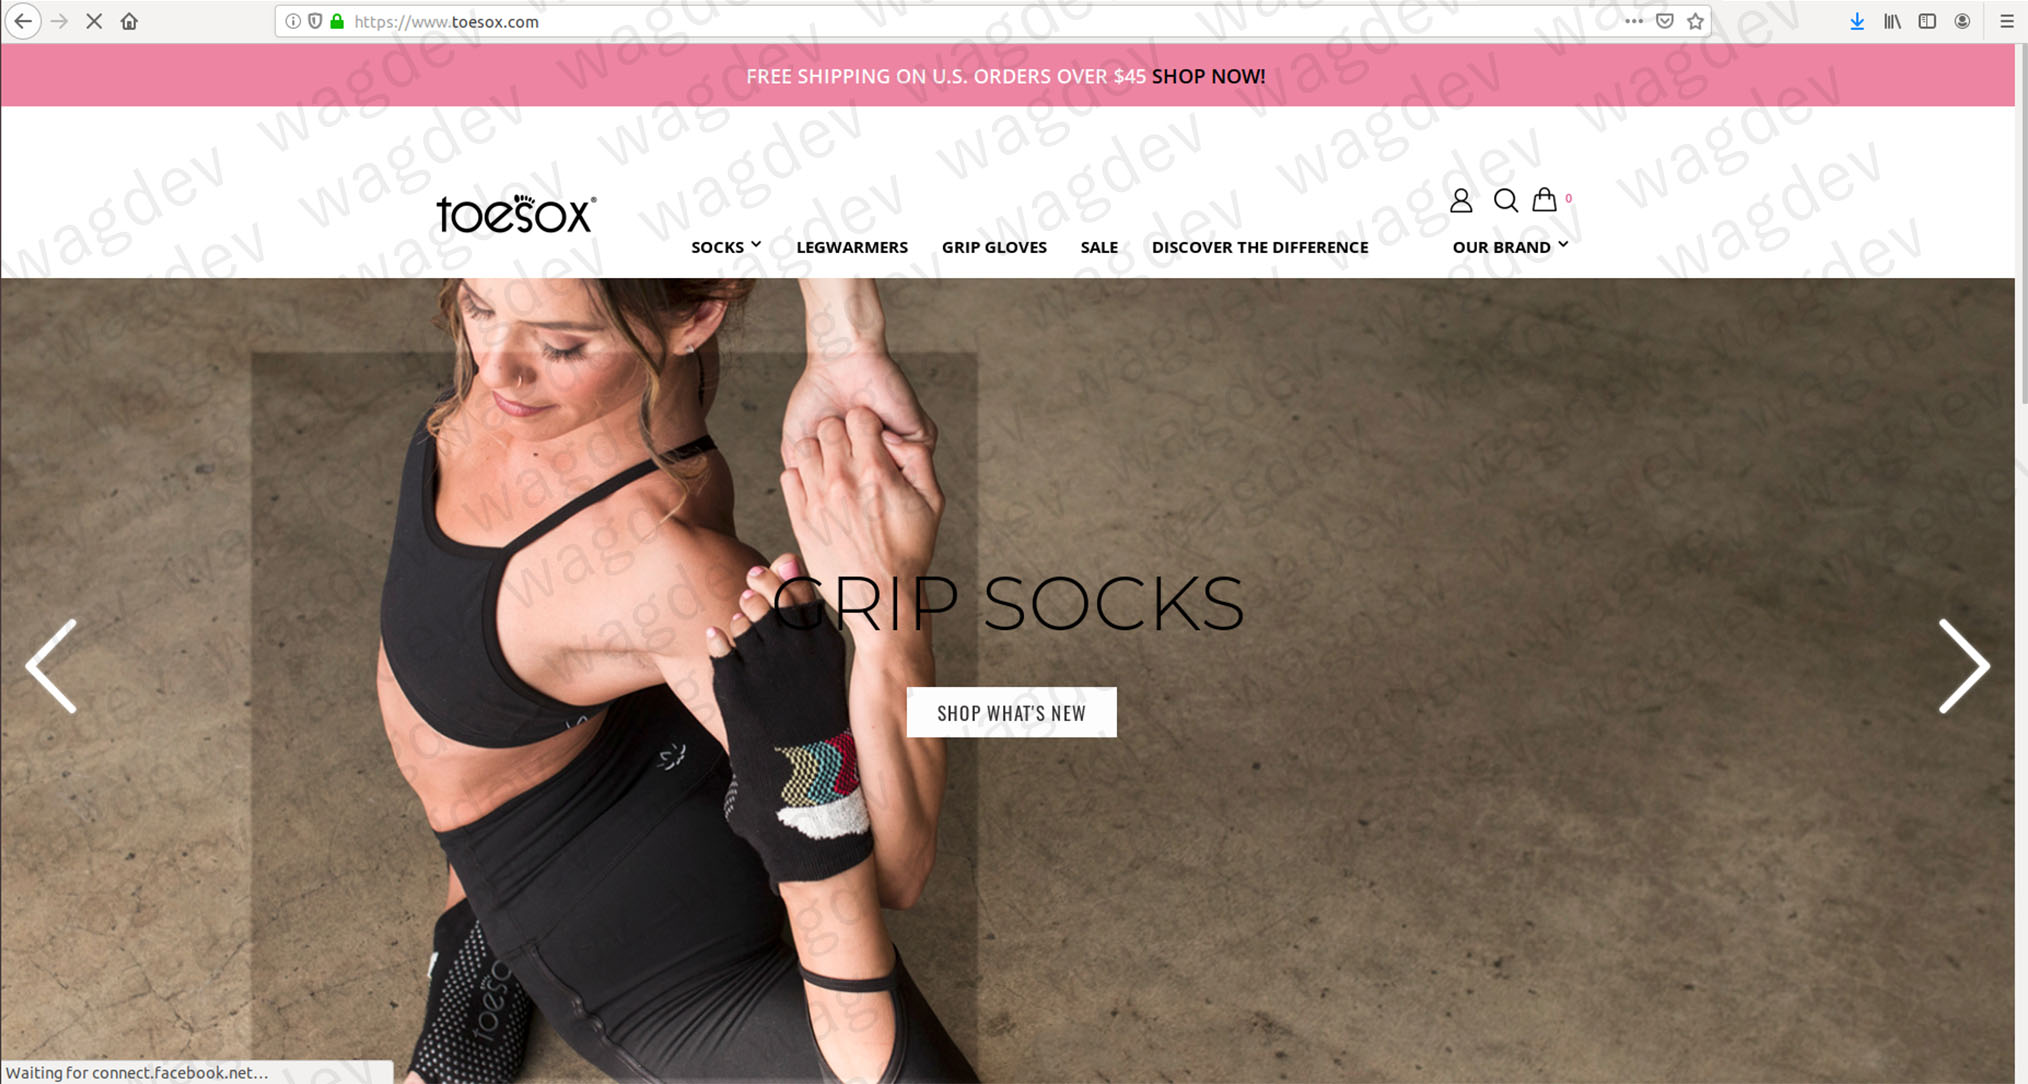 https://www.toesox.com
FREE SHIPPING ON U.S. ORDERS OVER $45 SHOP NOW!
toesox®
0
SOCKS LEGWARMERS GRIP GLOVES SALE DISCOVER THE DIFFERENCE OUR BRAND
GRIP SOCKS
SHOP WHAT'S NEW
toeso
Waiting for connect.facebook.net…
wagdev